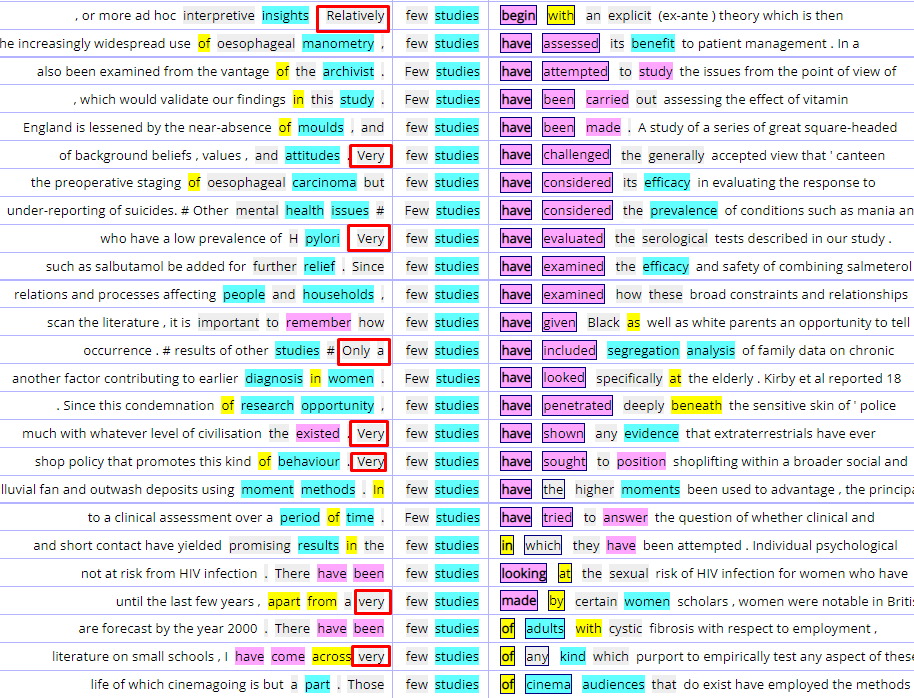 , or more ad hoc interpretive insights Relatively few studies begin with an explicit (ex-ante ) theory which is then
he increasingly widespread use of oesophageal manometry , few studies have assessed its benefit to patient management . In a
also been examined from the vantage of the archivist . Few studies have attempted to study the issues from the point of view of
, which would validate our findings in this study . Few studies have been carried out assessing the effect of vitamin
England is lessened by the near-absence of moulds , and few studies have been made . A study of a series of great square-headed
of background beliefs , values , and attitudes . Very few studies have challenged the generally accepted view that ' canteen
the preoperative staging of oesophageal carcinoma but few studies have considered its efficacy in evaluating the response to
under-reporting of suicides. # Other mental health issues # Few studies have considered the prevalence of conditions such as mania an
who have a low prevalence of H pylori Very few studies have evaluated the serological tests described in our study .
such as salbutamol be added for further relief . Since few studies have examined the efficacy and safety of combining salmeterol
relations and processes affecting people and households , few studies have examined how these broad constraints and relationships
scan the literature , it is important to remember how few studies have given Black as well as white parents an opportunity to tell
occurrence . # results of other studies # Only a few studies have included segregation analysis of family data on chronic
another factor contributing to earlier diagnosis in women . Few studies have looked specifically at the elderly . Kirby et al reported 18
. Since this condemnation of research opportunity , few studies have penetrated deeply beneath the sensitive skin of ' police
much with whatever level of civilisation the existed . Very few studies have shown any evidence that extraterrestrials have ever
shop policy that promotes this kind of behaviour . Very few studies have sought to position shoplifting within a broader social and
lluvial fan and outwash deposits using moment methods . In few studies have the higher moments been used to advantage , the principa
to a clinical assessment over a period of time . Few studies have tried to answer the question of whether clinical and
and short contact have yielded promising results in the few studies in which they have been attempted . Individual psychological
not at risk from HIV infection . There have been few studies looking at the sexual risk of HIV infection for women who have
until the last few years , apart from a very few studies made by certain women scholars , women were notable in Briti
are forecast by the year 2000 . There have been few studies of adults with cystic fibrosis with respect to employment ,
literature on small schools , I have come across very few studies of any kind which purport to empirically test any aspect of these
life of which cinemagoing is but a part . Those few studies of cinema audiences that do exist have employed the methods